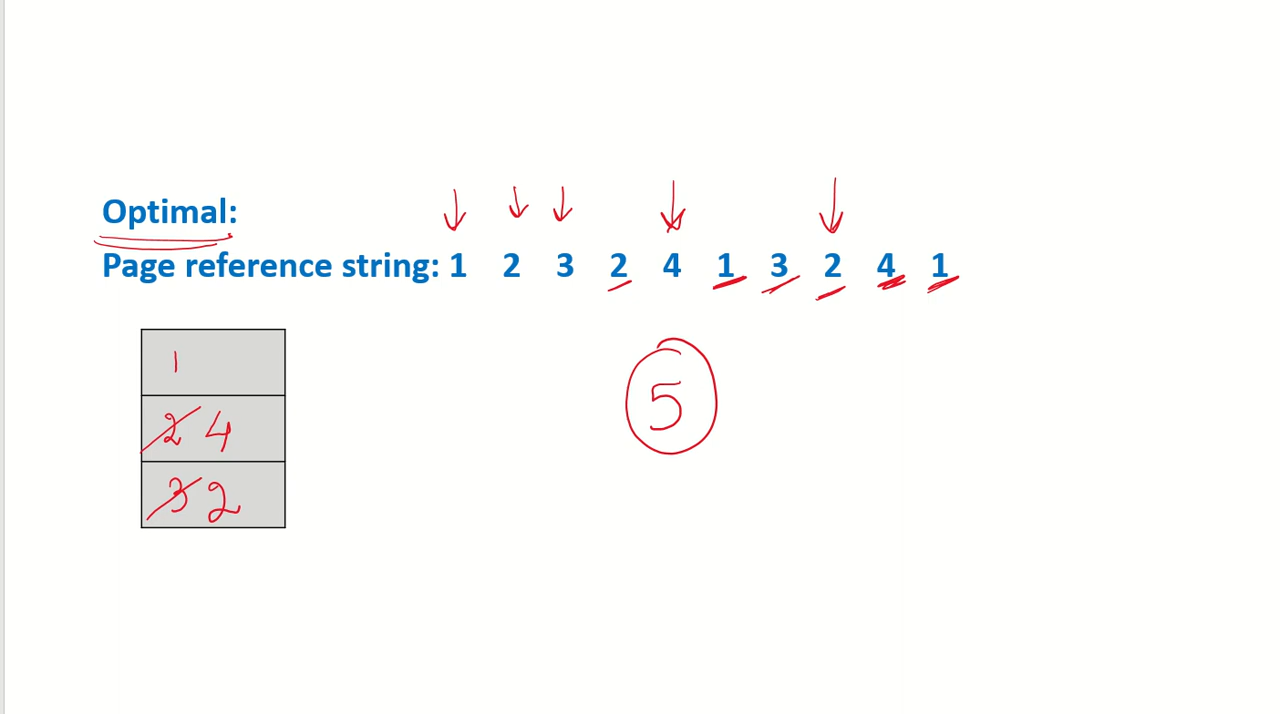 Optimal:
Page reference string: 1 2 3 2 4 1 3 2 4 1
1
2 4
3 2
5